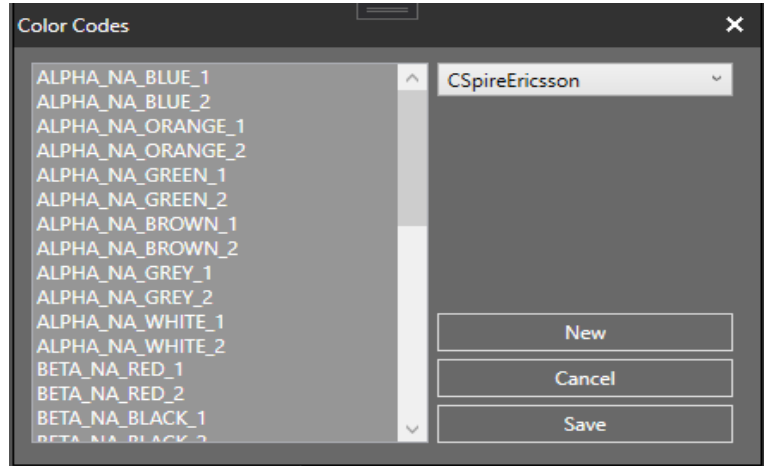 Color Codes
ALPHA_NA_BLUE_1
ALPHA_NA_BLUE_2
ALPHA_NA_ORANGE_1
ALPHA_NA_ORANGE_2
ALPHA_NA_GREEN_1
ALPHA_NA_GREEN_2
ALPHA_NA_BROWN_1
ALPHA_NA_BROWN_2
ALPHA_NA_GREY_1
ALPHA_NA_GREY_2
ALPHA_NA_WHITE_1
ALPHA_NA_WHITE_2
BETA_NA_RED_1
BETA_NA_RED_2
BETA_NA_BLACK_1
BETA_NA_BLACK_2
CSpireEricsson
New
Cancel
Save